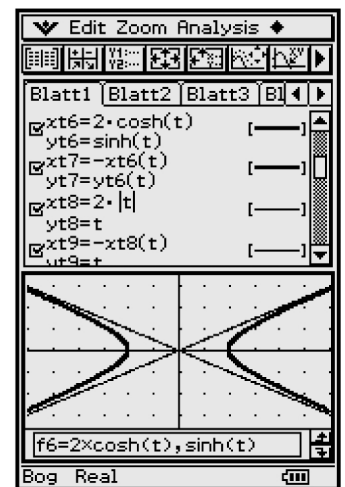 Edit Zoom Analysis
Blatt1 Blatt2 Blatt3 Bl
xt6=2·cosh(t)
yt6=sinh(t)
xt7=-xt6(t)
yt7=yt6(t)
xt8=2·|t
yt8=t
xt9=-xt8(t)
yt9=t
f6=2×cosh(t),sinh(t)
Bog Real